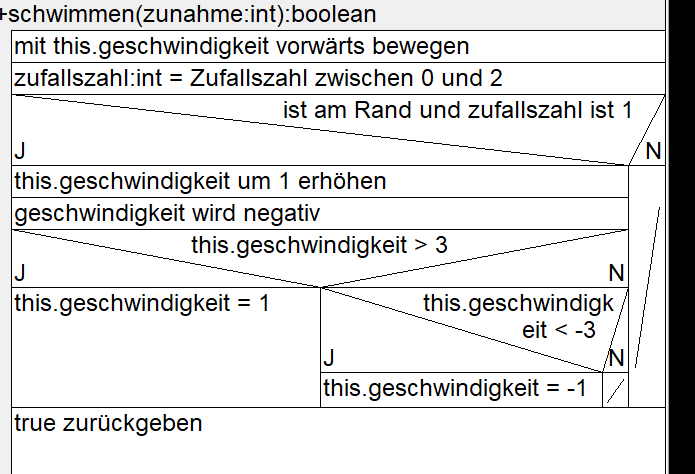 +schwimmen(zunahme:int):boolean
mit this.geschwindigkeit vorwärts bewegen
zufallszahl:int = Zufallszahl zwischen 0 und 2
ist am Rand und zufallszahl ist 1
J
N
this.geschwindigkeit um 1 erhöhen
geschwindigkeit wird negativ
this.geschwindigkeit > 3
J
N
this.geschwindigkeit = 1
this.geschwindigk
eit < -3
J
N
this.geschwindigkeit = -1
true zurückgeben